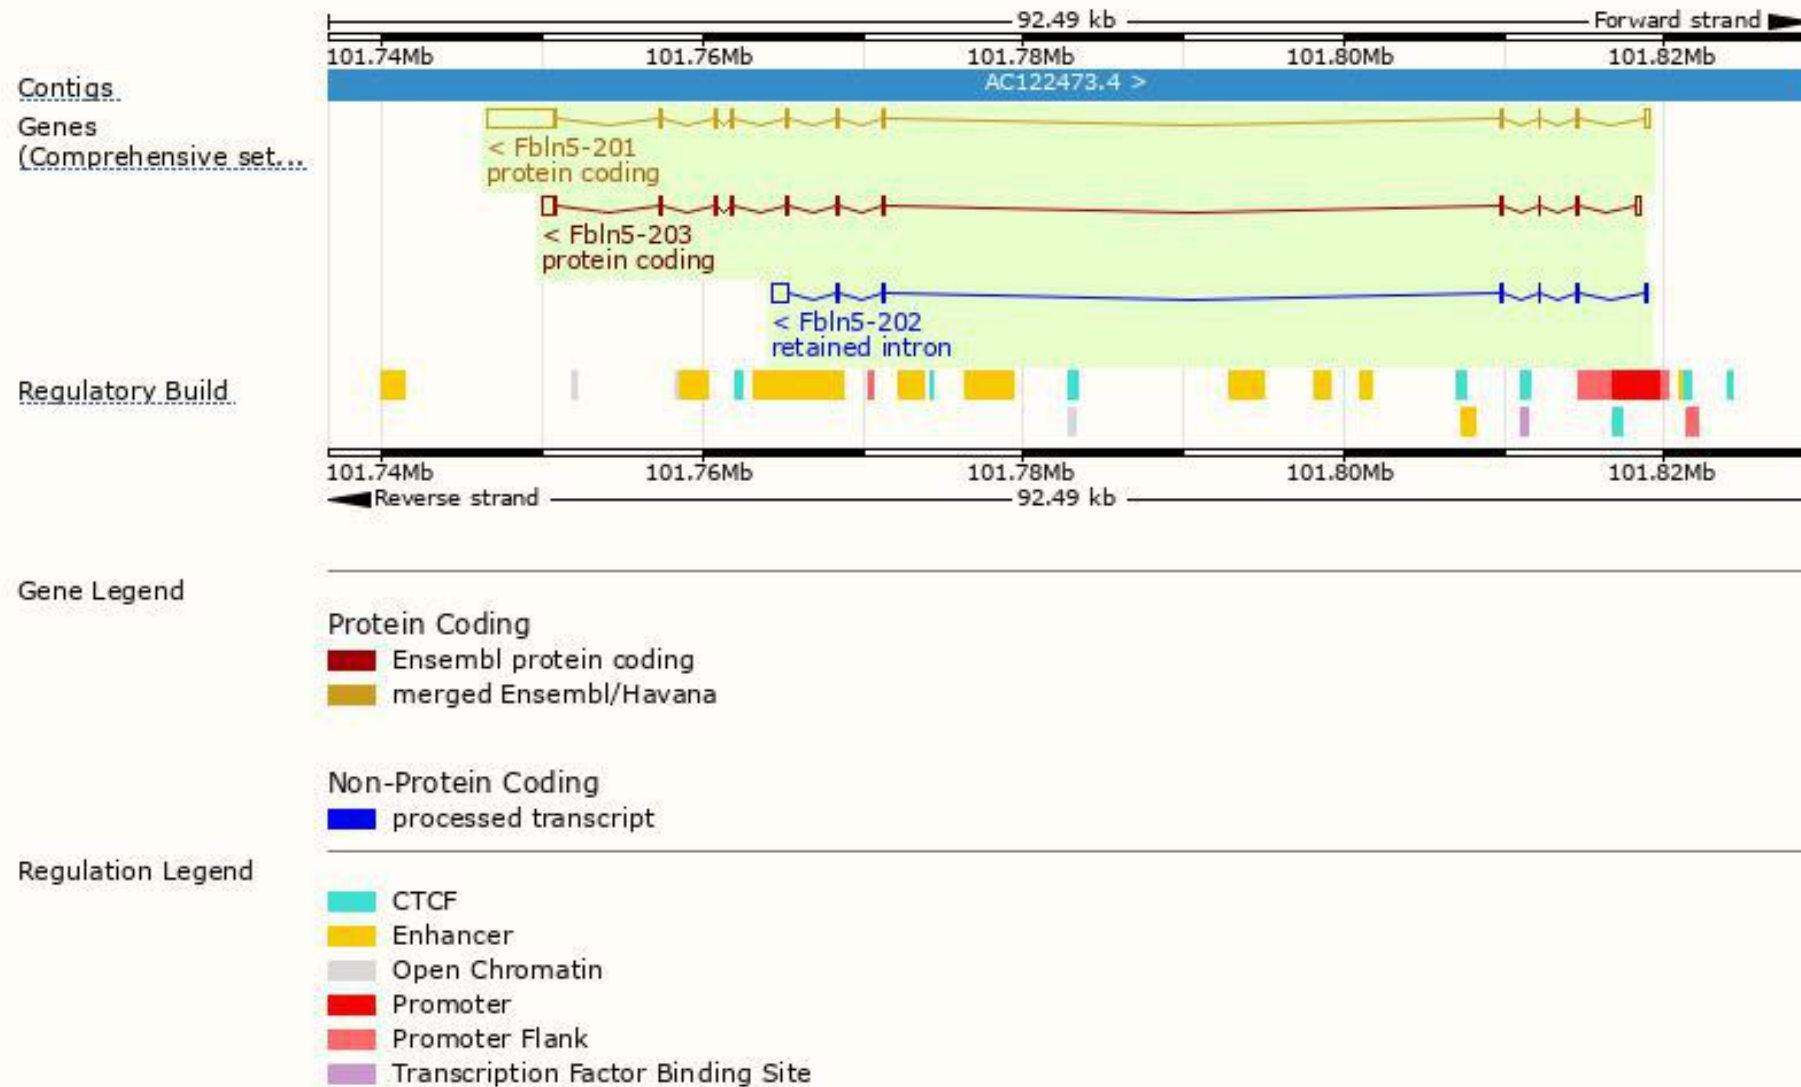 92.49 kb Forward strand
101.74Mb 101.76Mb 101.78Mb 101.80Mb 101.82Mb
Contigs AC122473.4 >
Genes
(Comprehensive set...
< Fbln5-201
protein coding
< Fbln5-203
protein coding
< Fbln5-202
retained intron
Regulatory Build
101.74Mb 101.76Mb 101.78Mb 101.80Mb 101.82Mb
Reverse strand 92.49 kb
Gene Legend
Protein Coding
Ensembl protein coding
merged Ensembl/Havana
Non-Protein Coding
processed transcript
Regulation Legend
CTCF
Enhancer
Open Chromatin
Promoter
Promoter Flank
Transcription Factor Binding Site